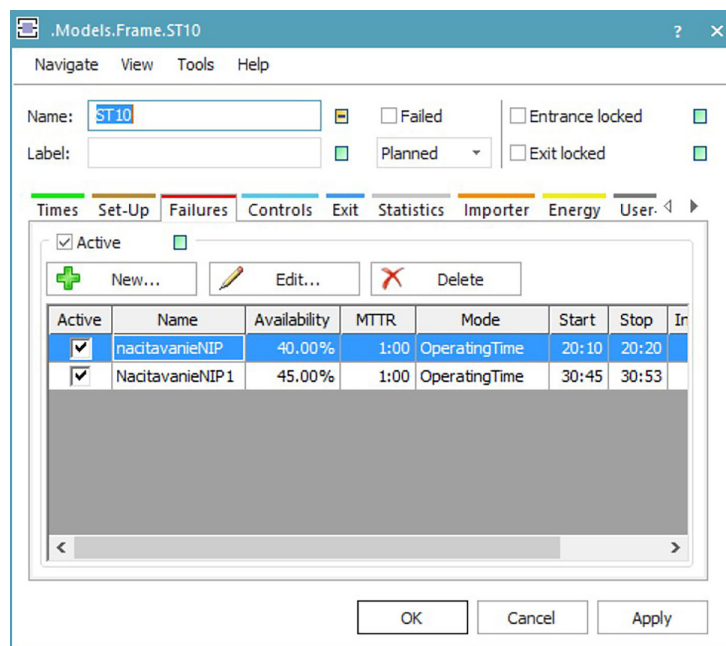 .Models.Frame.ST10 ?
Navigate View Tools Help
Name: ST10 Failed Entrance locked
Label: Planned Exit locked
Times Set-Up Failures Controls Exit Statistics Importer Energy User-
Active
New... Edit... Delete
Active Name Availability MTTR Mode Start Stop In
nacitavanieNIP 40.00% 1:00 OperatingTime 20:10 20:20
NacitavanieNIP1 45.00% 1:00 OperatingTime 30:45 30:53
OK Cancel Apply